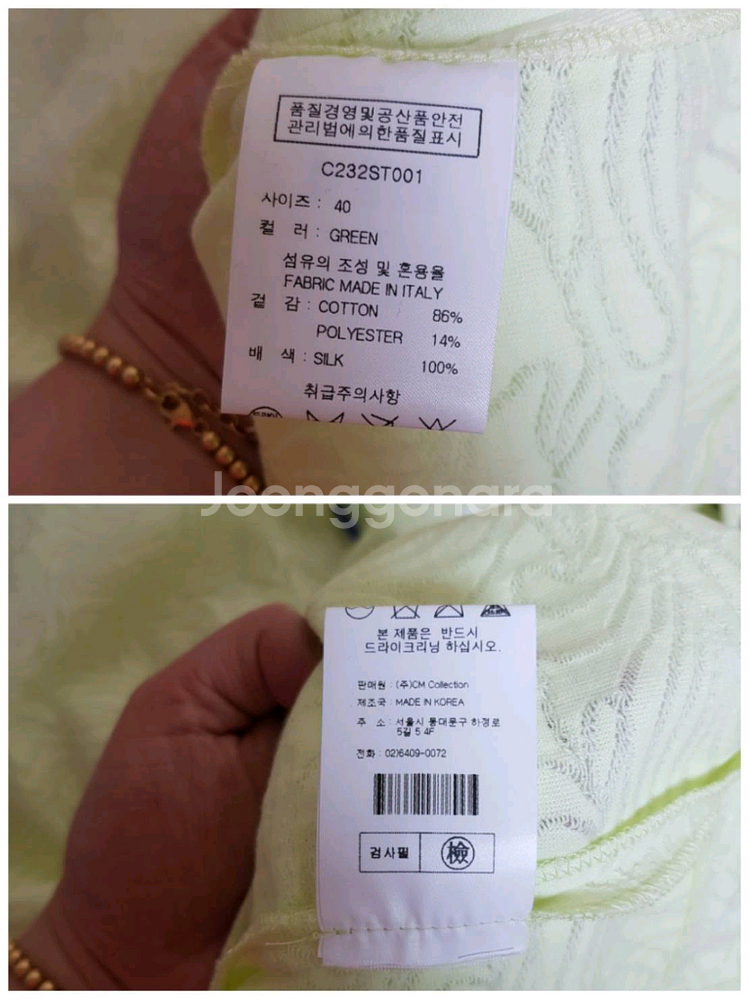 품질경영및공산품안전
관리법에의한품질표시
C232ST001
사이즈 : 40
컬 러 : GREEN
섬유의 조성 및 혼용율
FABRIC MADE IN ITALY
겉 감 : COTTON 86%
POLYESTER 14%
배 색 : SILK 100%
취급주의사항
Joonggonara
본 제품은 반드시
드라이크리닝 하십시오.
판매원 : (주)CM Collection
제조국 : MADE IN KOREA
주 소 : 서울시 동대문구 하정로
5길 5 4F
전화 : 02)6409-0072
검사필 檢